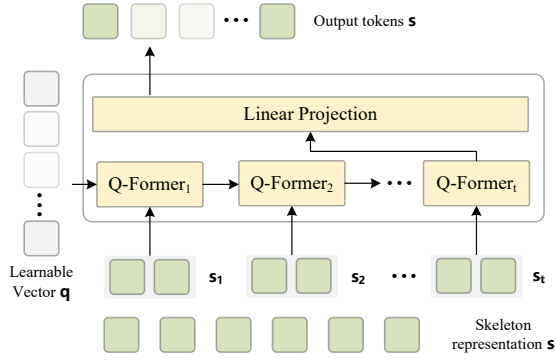 Output tokens s
Linear Projection
Q-Former1
Q-Former2
Q-Formert
Learnable
Vector q
s1
s2
st
Skeleton
representation s